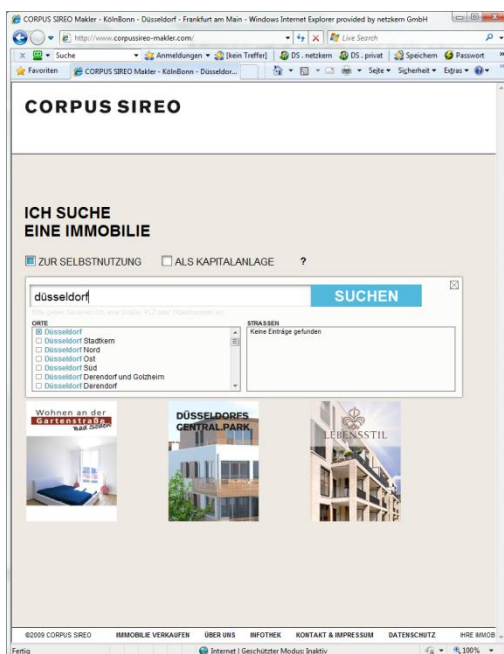 CORPUS SIREO Makler - KölnBonn - Düsseldorf - Frankfurt am Main - Windows Internet Explorer provided by netzkern GmbH
http://www.corpussireo-makler.com/
Live Search
Suche
Anmeldungen
[kein Treffer]
DS. netzkern
DS. privat
Speichern
Passwort
Favoriten
CORPUS SIREO Makler - KölnBonn - Düsseldor...
Seite
Sicherheit
Extras
CORPUS SIREO
ICH SUCHE
EINE IMMOBILIE
ZUR SELBSTNUTZUNG
ALS KAPITALANLAGE
?
düsseldorf
SUCHEN
ORTE
STRASSEN
Düsseldorf
Keine Einträge gefunden
Düsseldorf Stadtkern
Düsseldorf Nord
Düsseldorf Ost
Düsseldorf Süd
Düsseldorf Derendorf und Golzheim
Düsseldorf Derendorf
Wohnen an der
Gartenstraße
Bad Soden
DÜSSELDORFS
CENTRAL.PARK
LEBENSSTIL
©2009 CORPUS SIREO
IMMOBILIE VERKAUFEN
ÜBER UNS
INFOTHEK
KONTAKT & IMPRESSUM
DATENSCHUTZ
IHRE IMMOB
Fertig
Internet | Geschützter Modus: Inaktiv
100%